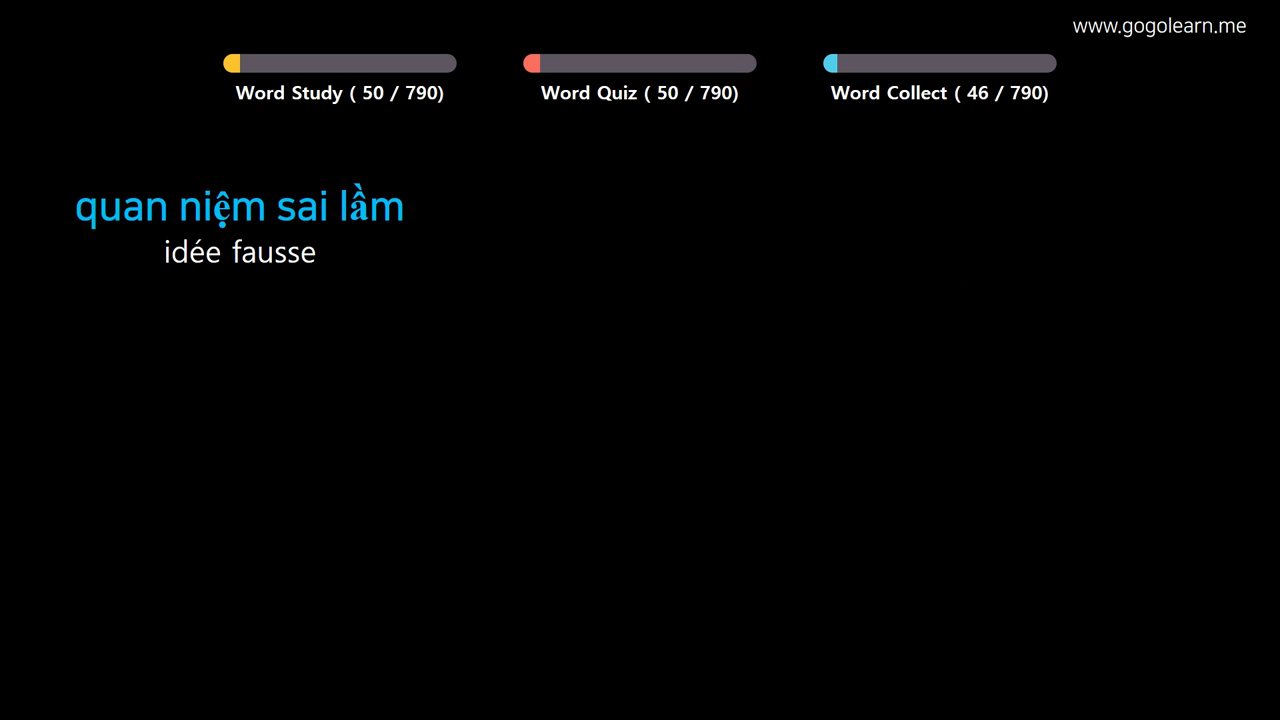 www.gogolearn.me
Word Study ( 50 / 790)
Word Quiz ( 50 / 790)
Word Collect ( 46 / 790)
quan niệm sai lầm
idée fausse